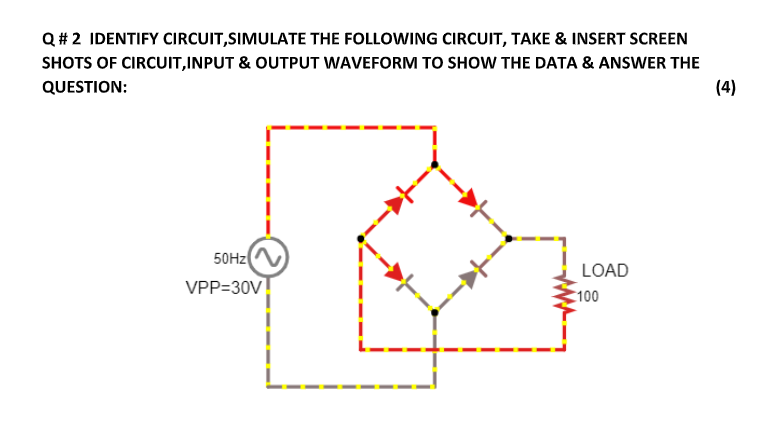 Q # 2 IDENTIFY CIRCUIT,SIMULATE THE FOLLOWING CIRCUIT, TAKE & INSERT SCREEN
SHOTS OF CIRCUIT,INPUT & OUTPUT WAVEFORM TO SHOW THE DATA & ANSWER THE
QUESTION: (4)
50Hz
VPP=30V
LOAD
100